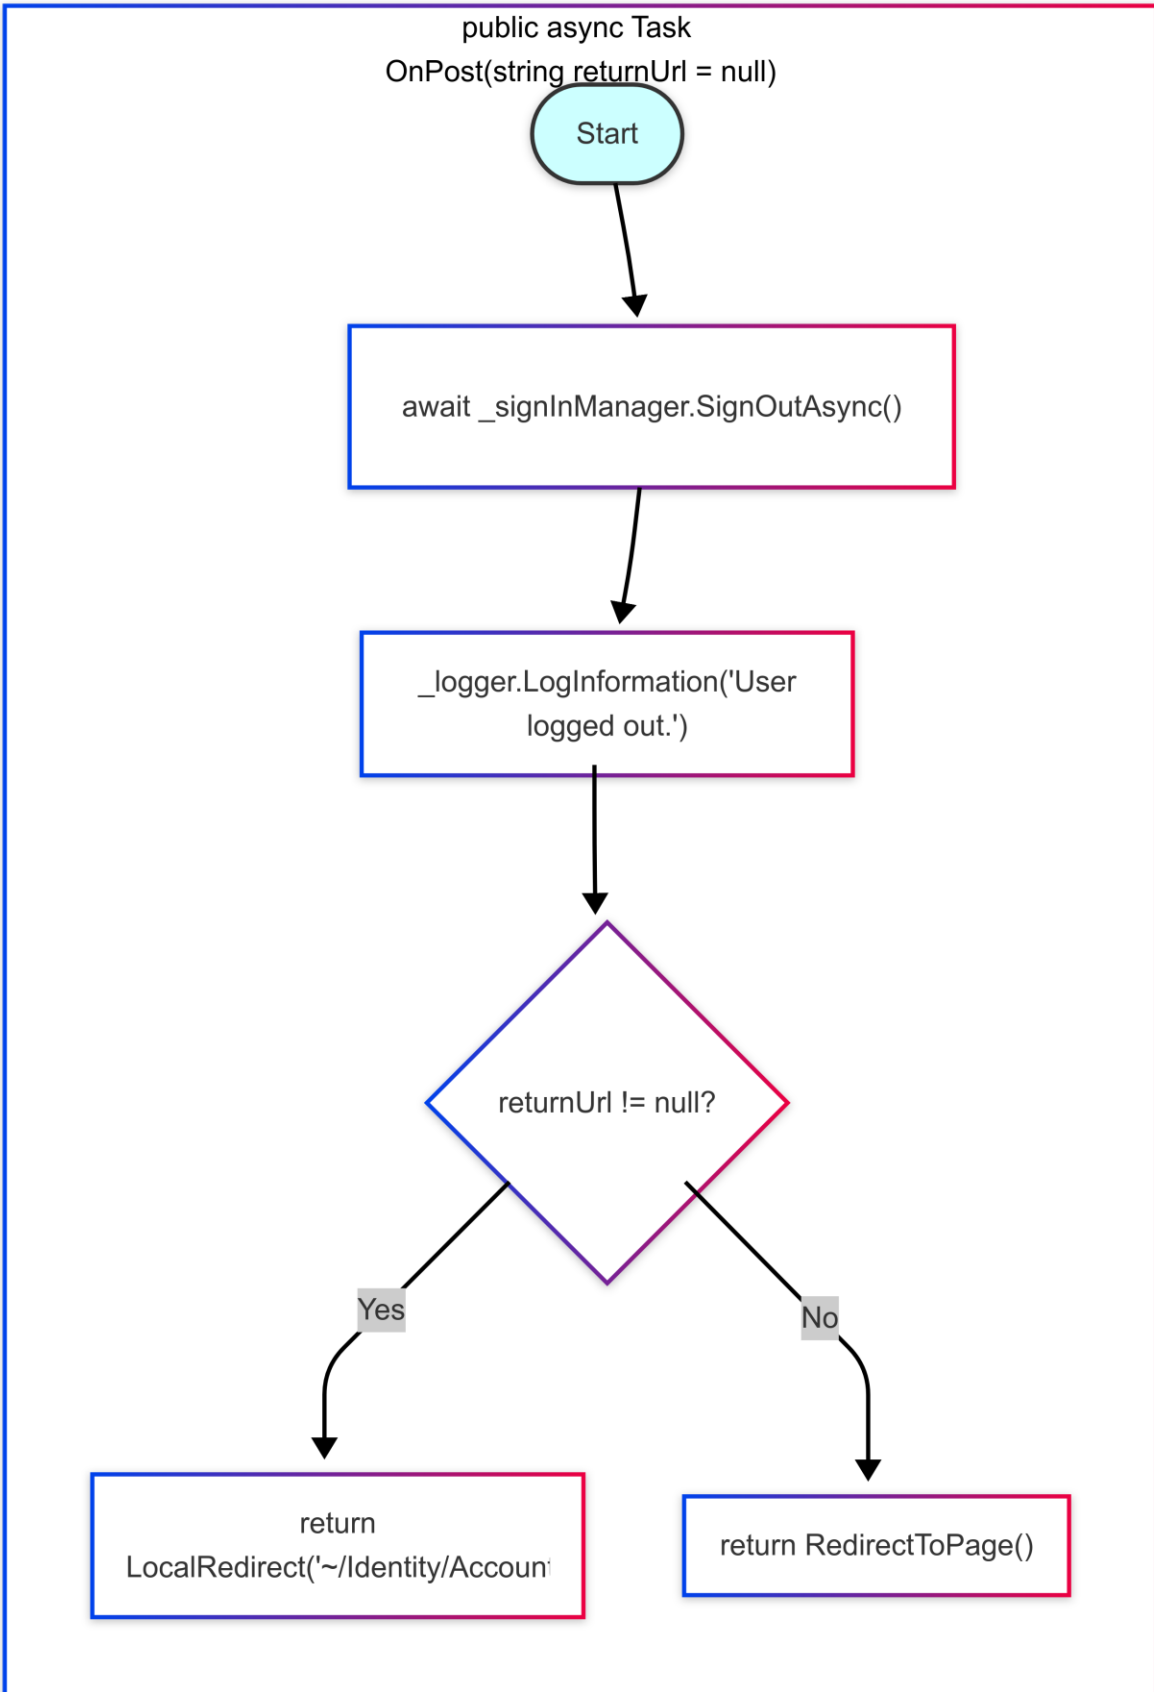 public async Task
OnPost(string returnUrl = null)
Start
await _signInManager.SignOutAsync()
_logger.LogInformation('User
logged out.')
returnUrl != null?
Yes
No
return
LocalRedirect('~/Identity/Account
return RedirectToPage()